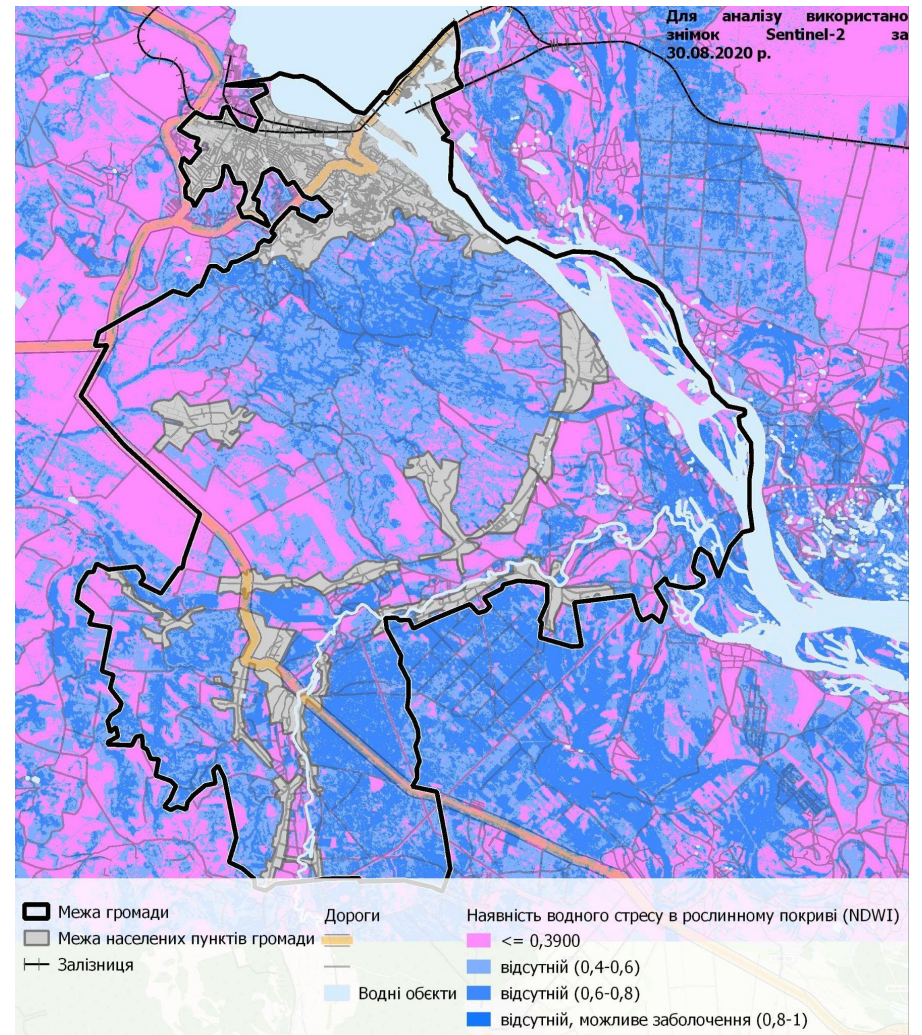 Для аналізу використано
знімок Sentinel-2 за
30.08.2020 р.
Межа громади
Межа населених пунктів громади
Залізниця
Дороги
Водні обєкти
Наявність водного стресу в рослинному покриві (NDWI)
<= 0,3900
відсутній (0,4-0,6)
відсутній (0,6-0,8)
відсутній, можливе заболочення (0,8-1)